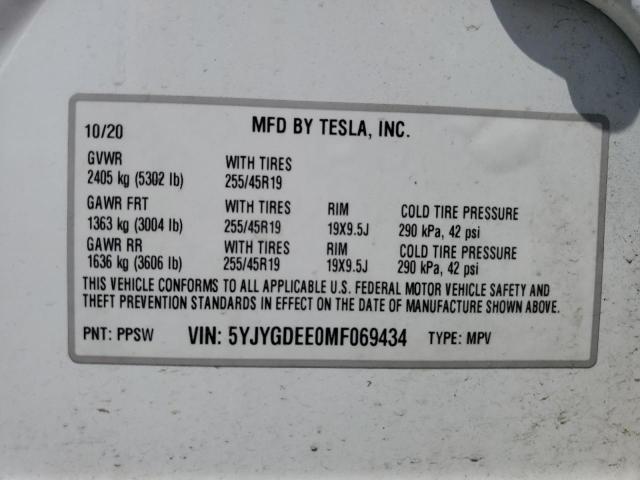 10/20 MFD BY TESLA, INC.
GVWR WITH TIRES
2405 kg (5302 lb) 255/45R19
GAWR FRT WITH TIRES RIM COLD TIRE PRESSURE
1363 kg (3004 lb) 255/45R19 19X9.5J 290 kPa, 42 psi
GAWR RR WITH TIRES RIM COLD TIRE PRESSURE
1636 kg (3606 lb) 255/45R19 19X9.5J 290 kPa, 42 psi
THIS VEHICLE CONFORMS TO ALL APPLICABLE U.S. FEDERAL MOTOR VEHICLE SAFETY AND
THEFT PREVENTION STANDARDS IN EFFECT ON THE DATE OF MANUFACTURE SHOWN ABOVE.
PNT: PPSW VIN: 5YJYGDEE0MF069434 TYPE: MPV